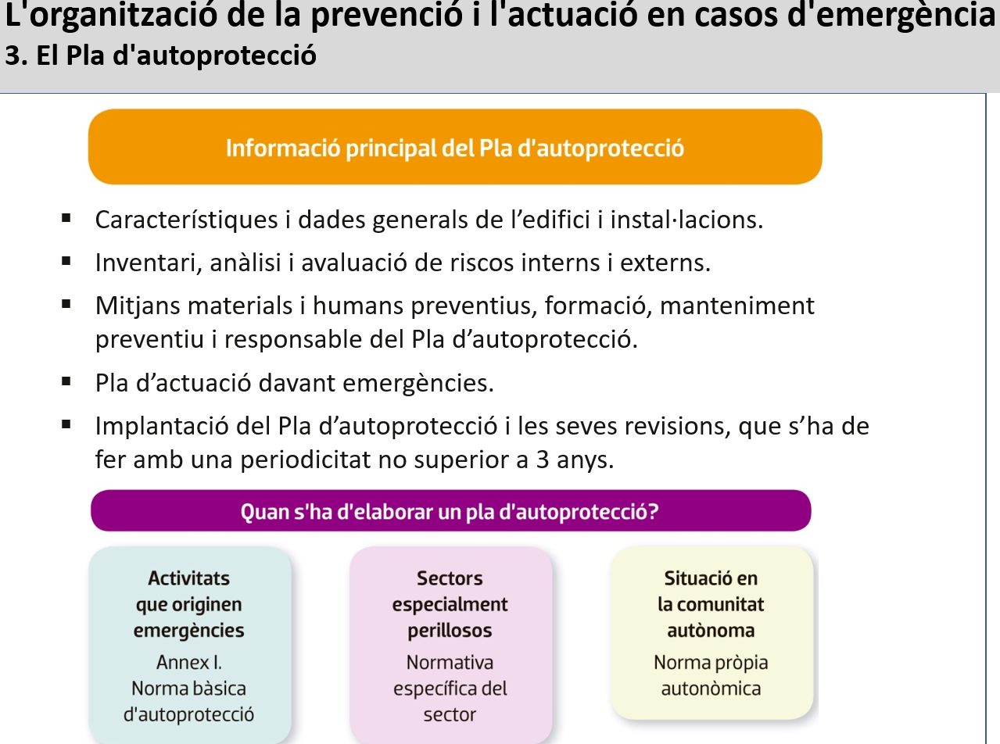 L'organització de la prevenció i l'actuació en casos d'emergència
3. El Pla d'autoprotecció
Informació principal del Pla d'autoprotecció
▪ Característiques i dades generals de l’edifici i instal·lacions.
▪ Inventari, anàlisi i avaluació de riscos interns i externs.
▪ Mitjans materials i humans preventius, formació, manteniment
preventiu i responsable del Pla d’autoprotecció.
▪ Pla d’actuació davant emergències.
▪ Implantació del Pla d’autoprotecció i les seves revisions, que s’ha de
fer amb una periodicitat no superior a 3 anys.
Quan s'ha d'elaborar un pla d'autoprotecció?
Activitats
que originen
emergències
Annex I.
Norma bàsica
d'autoprotecció
Sectors
especialment
perillosos
Normativa
específica del
sector
Situació en
la comunitat
autònoma
Norma pròpia
autonòmica